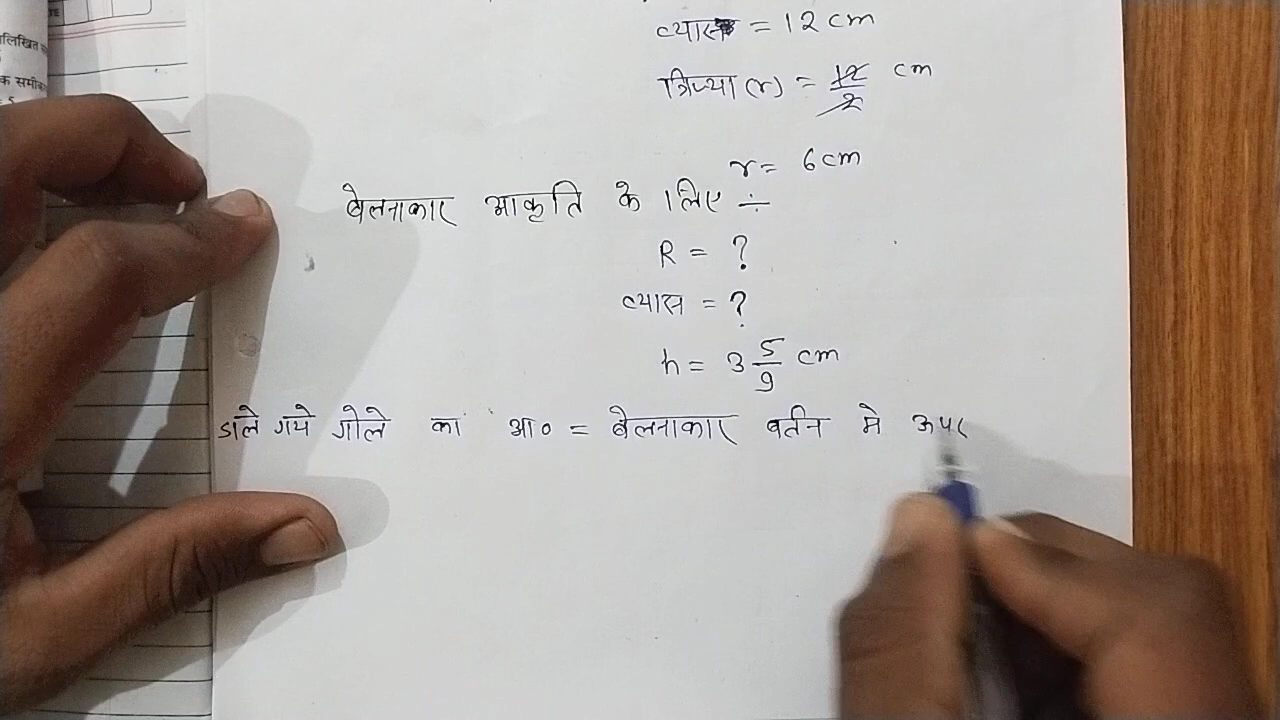 लिखित
क समीक
व्यास = 12 cm
त्रिज्या (r) = 12/2 cm
r = 6 cm
बेलनाकार आकृति के लिए ÷
R = ?
व्यास = ?
h = 3 5/9 cm
डाले गये गोले का आ० = बेलनाकार बर्तन मे ऊपर